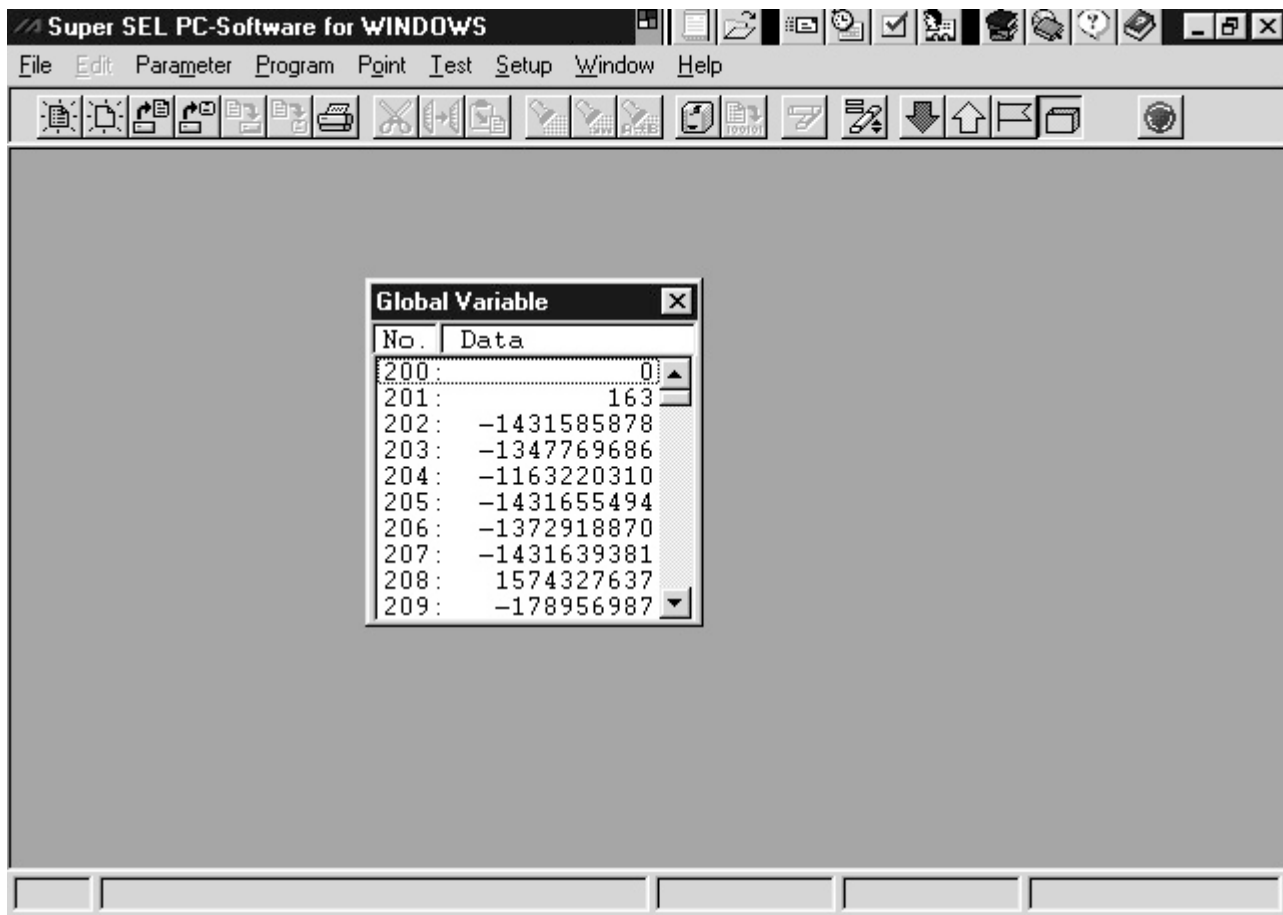 Super SEL PC-Software for WINDOWS
File Edit Parameter Program Point Test Setup Window Help
Global Variable
No. Data
200: 0
201: 163
202: -1431585878
203: -1347769686
204: -1163220310
205: -1431655494
206: -1372918870
207: -1431639381
208: 1574327637
209: -178956987